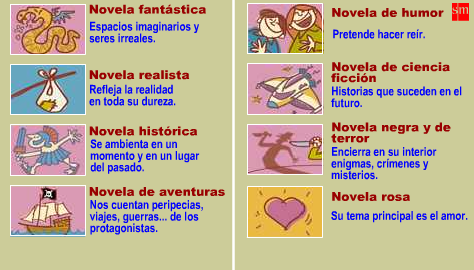 Novela fantástica
Espacios imaginarios y
seres irreales.
Novela realista
Refleja la realidad
en toda su dureza.
Novela histórica
Se ambienta en un
momento y en un lugar
del pasado.
Novela de aventuras
Nos cuentan peripecias,
viajes, guerras... de los
protagonistas.
Novela de humor
sm
Pretende hacer reír.
Novela de ciencia
ficción
Historias que suceden en el
futuro.
Novela negra y de
terror
Encierra en su interior
enigmas, crímenes y
misterios.
Novela rosa
Su tema principal es el amor.